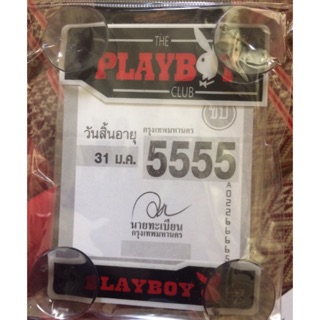 THE
PLAYBOY
CLUB
วันสิ้นอายุ
กรุงเทพมหานคร
31 ม.ค.
5555
นายทะเบียน
กรุงเทพมหานคร
PLAYBOY